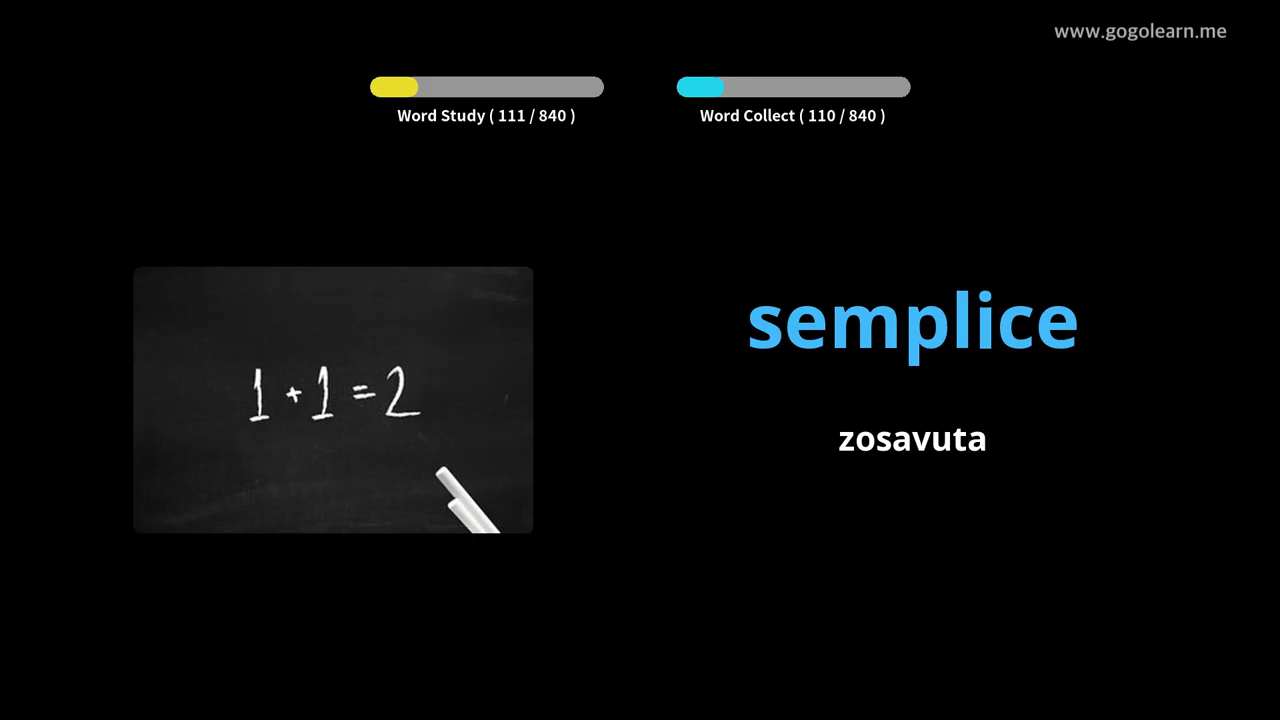 www.gogolearn.me
Word Study ( 111 / 840 )
Word Collect ( 110 / 840 )
semplice
1 + 1 = 2
zosavuta